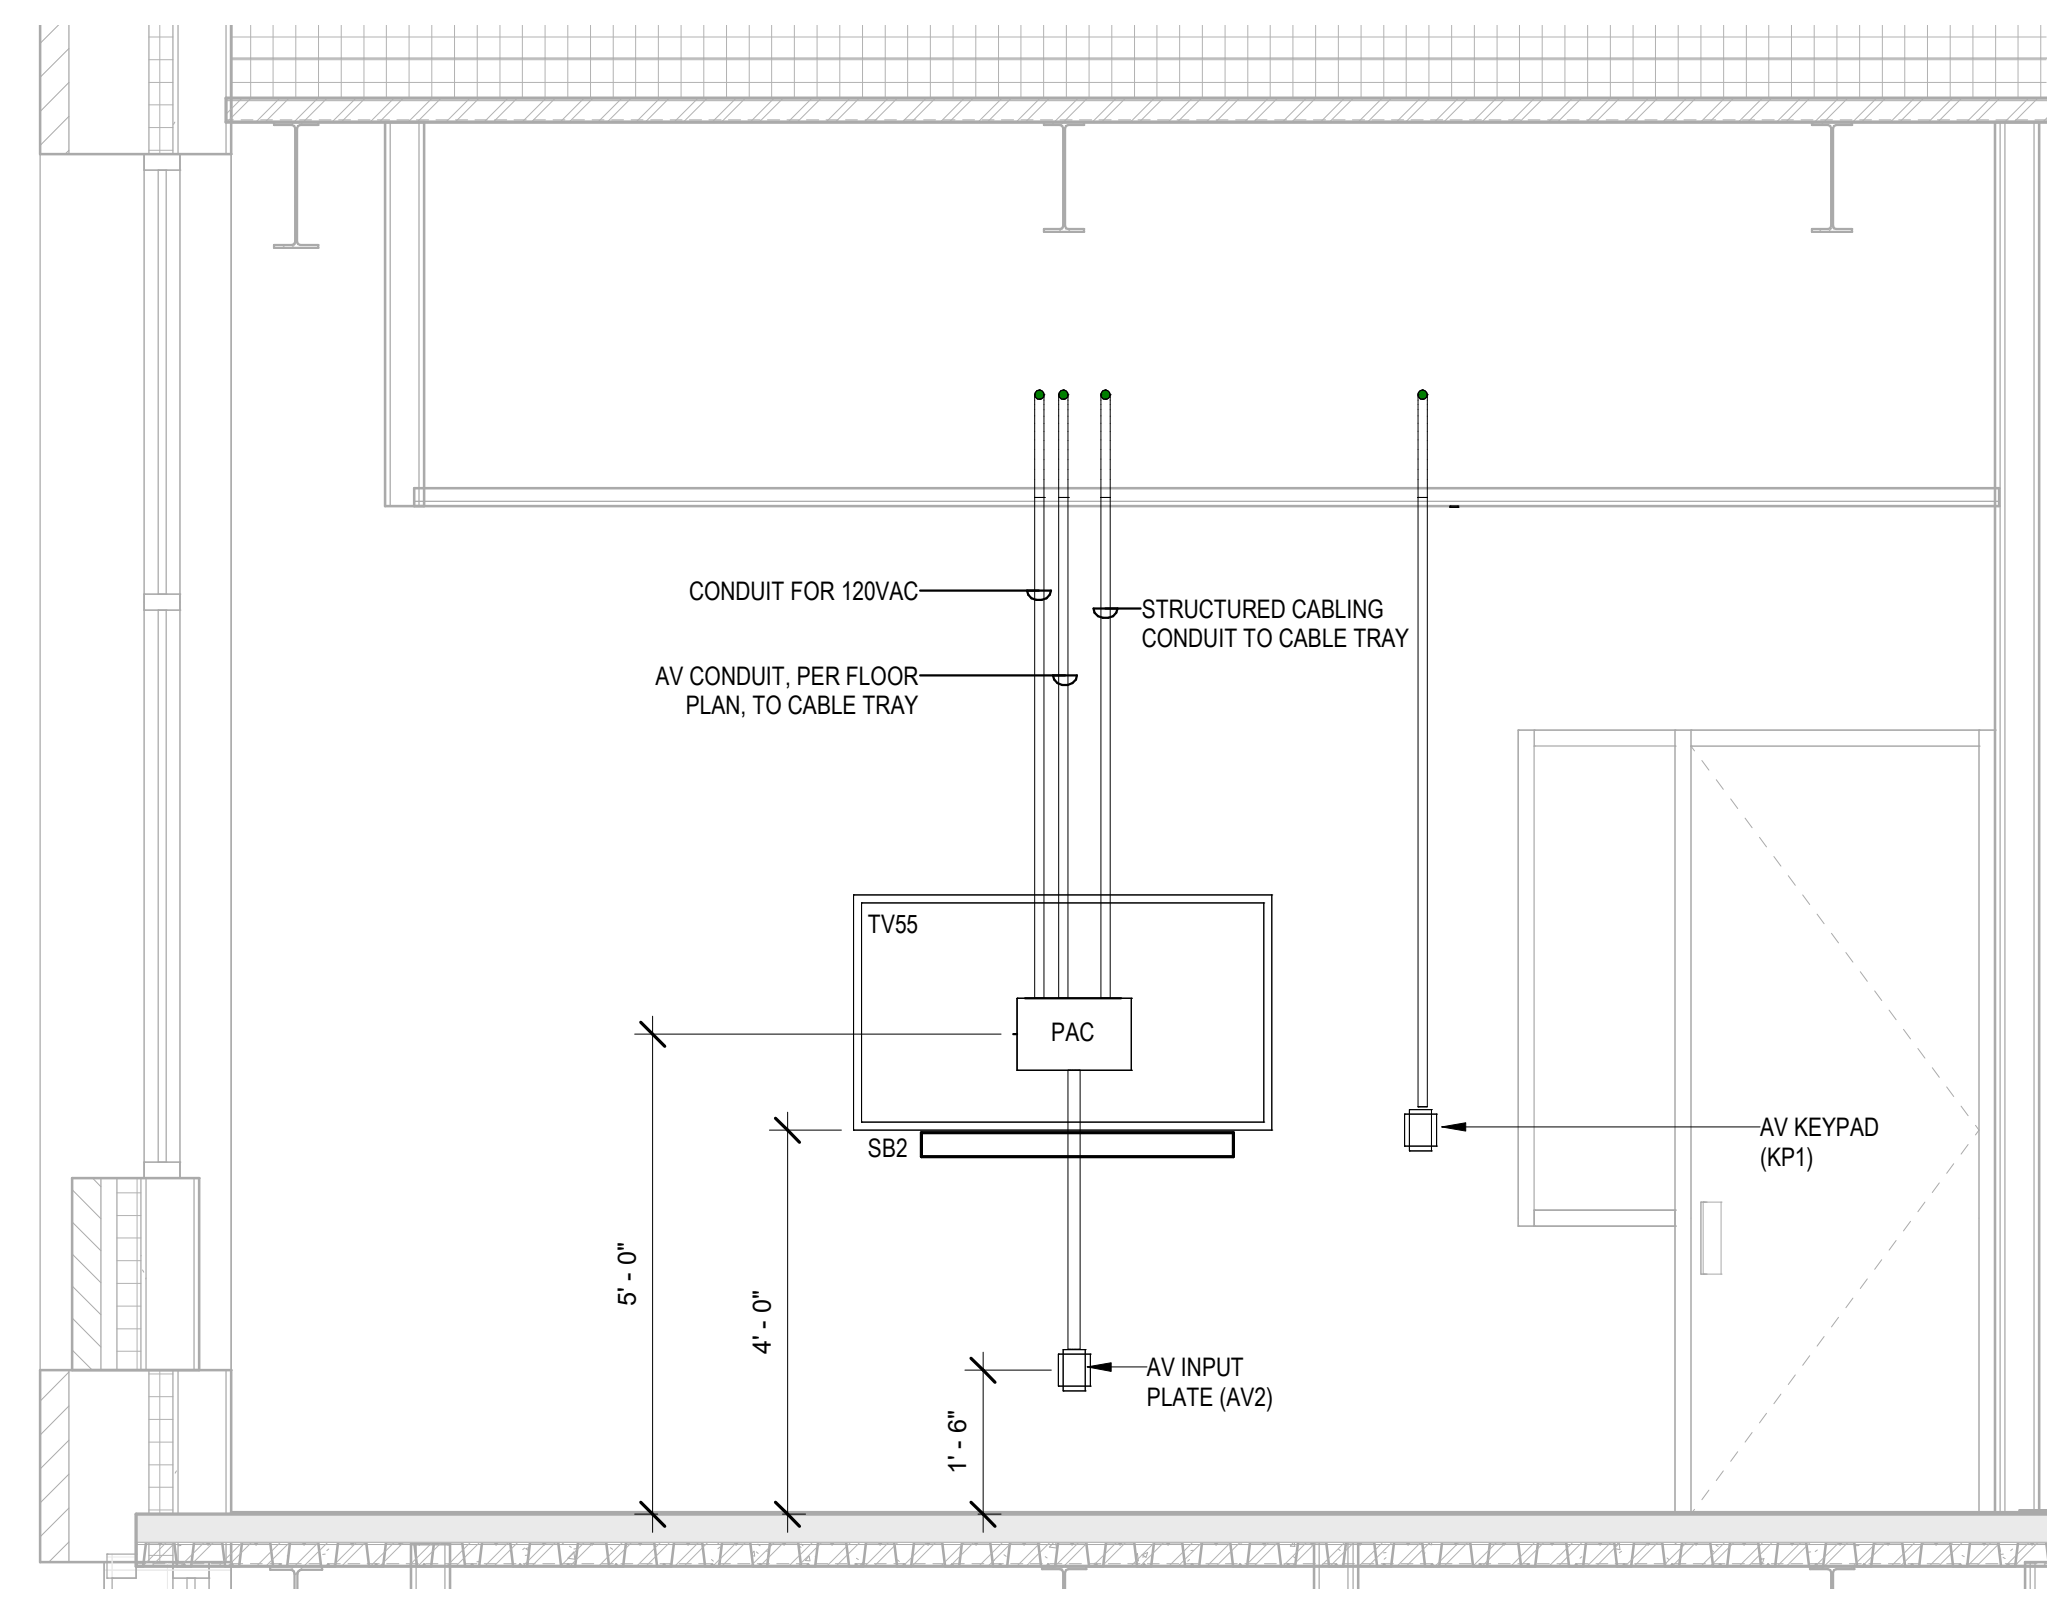 CONDUIT FOR 120VAC
STRUCTURED CABLING
CONDUIT TO CABLE TRAY
AV CONDUIT, PER FLOOR
PLAN, TO CABLE TRAY
TV55
PAC
SB2
AV KEYPAD
(KP1)
5' - 0"
4' - 0"
1' - 6"
AV INPUT
PLATE (AV2)